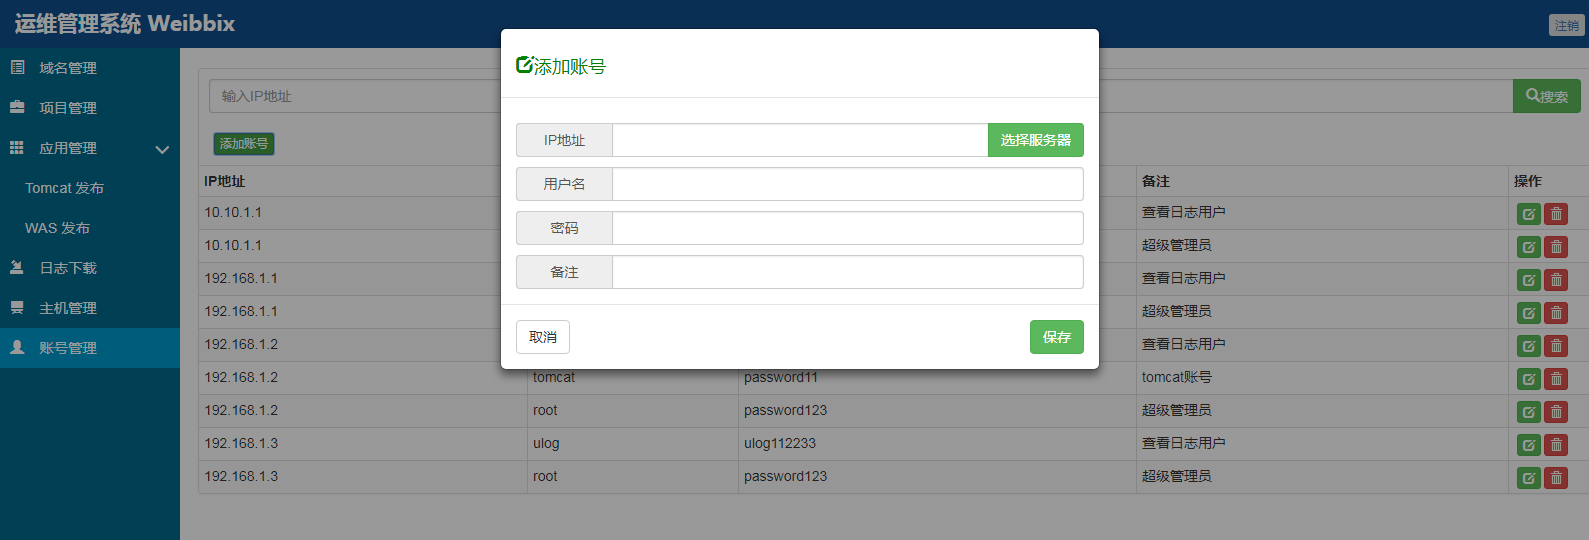 运维管理系统 Weibbix
注销
域名管理
项目管理
应用管理
Tomcat 发布
WAS 发布
日志下载
主机管理
账号管理
输入IP地址
搜索
添加账号
IP地址 备注 操作
10.10.1.1 查看日志用户
10.10.1.1 超级管理员
192.168.1.1 查看日志用户
192.168.1.1 超级管理员
192.168.1.2 查看日志用户
192.168.1.2 tomcat password11 tomcat账号
192.168.1.2 root password123 超级管理员
192.168.1.3 ulog ulog112233 查看日志用户
192.168.1.3 root password123 超级管理员
添加账号
IP地址 选择服务器
用户名
密码
备注
取消 保存